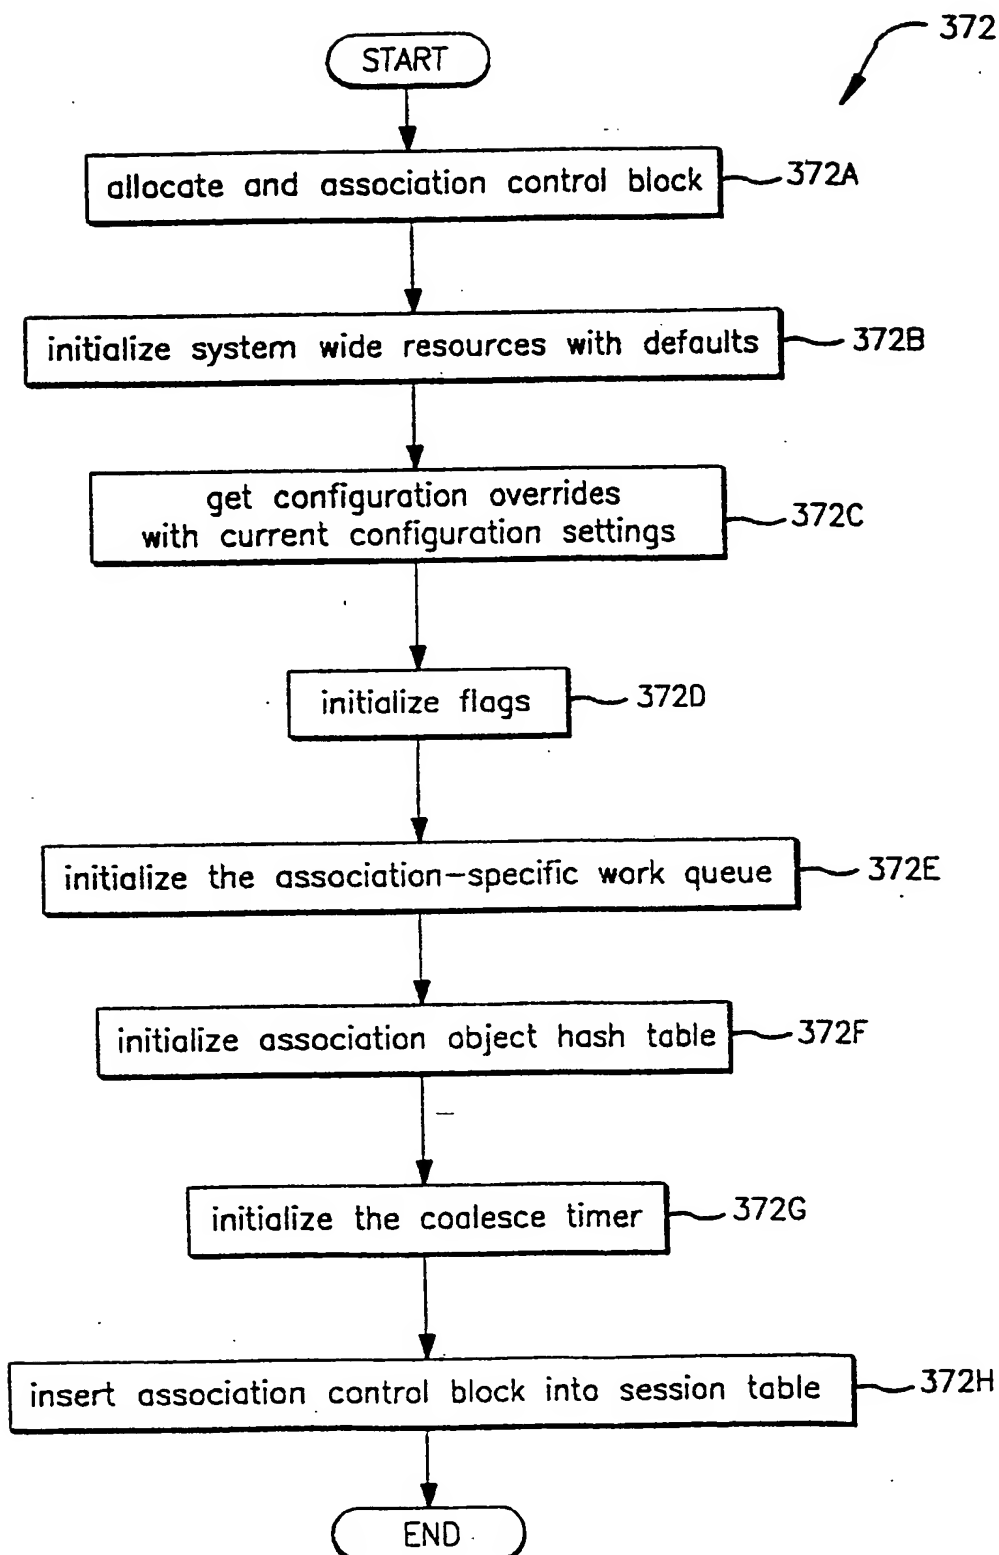 372
START
allocate and association control block
372A
initialize system wide resources with defaults
372B
get configuration overrides
with current configuration settings
372C
initialize flags
372D
initialize the association-specific work queue
372E
initialize association object hash table
372F
initialize the coalesce timer
372G
insert association control block into session table
372H
END